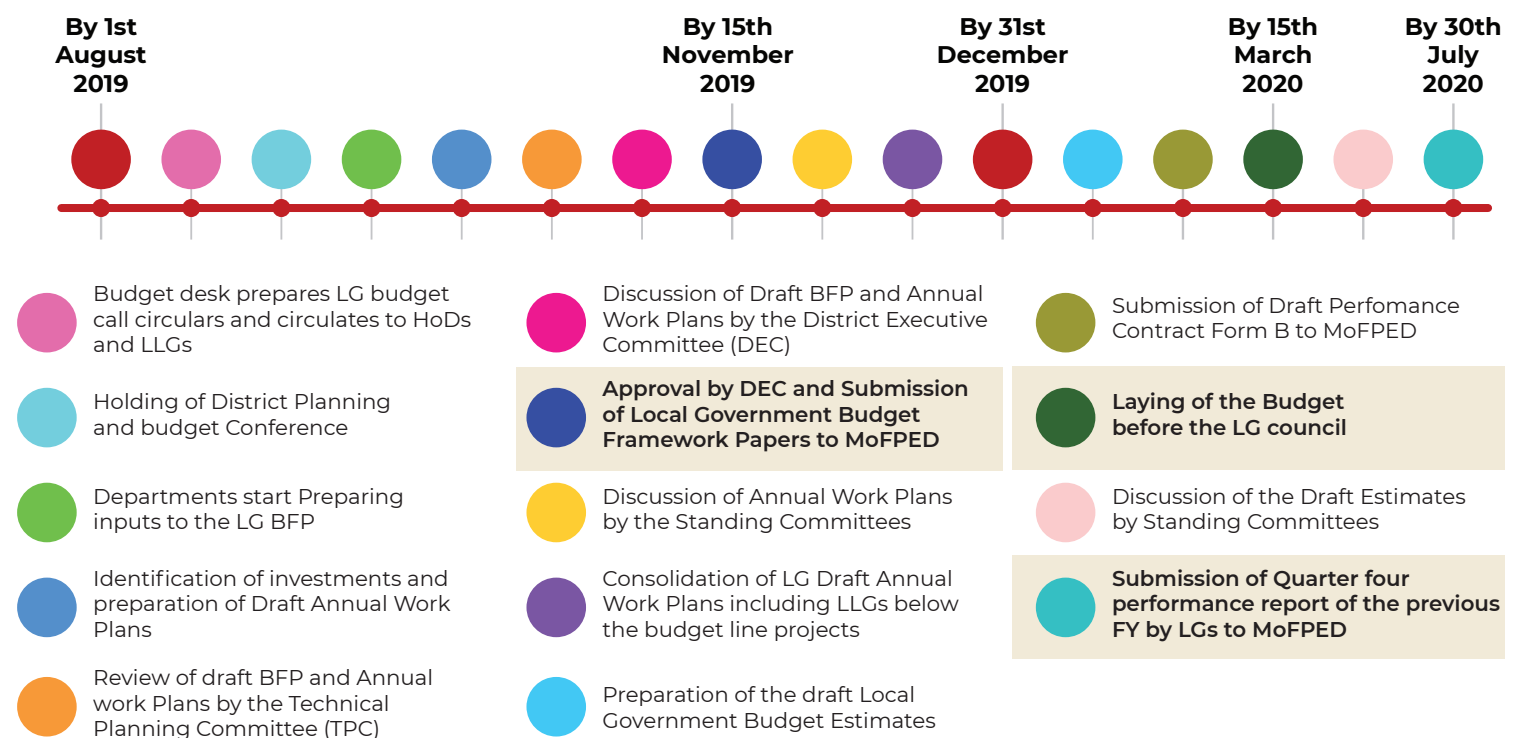 By 1st
August
2019
By 15th
November
2019
By 31st
December
2019
By 15th
March
2020
By 30th
July
2020
Budget desk prepares LG budget
call circulars and circulates to HoDs
and LLGs
Holding of District Planning
and budget Conference
Departments start Preparing
inputs to the LG BFP
Identification of investments and
preparation of Draft Annual Work
Plans
Review of draft BFP and Annual
work Plans by the Technical
Planning Committee (TPC)
Discussion of Draft BFP and Annual
Work Plans by the District Executive
Committee (DEC)
Approval by DEC and Submission
of Local Government Budget
Framework Papers to MoFPED
Discussion of Annual Work Plans
by the Standing Committees
Consolidation of LG Draft Annual
Work Plans including LLGs below
the budget line projects
Preparation of the draft Local
Government Budget Estimates
Submission of Draft Perfomance
Contract Form B to MoFPED
Laying of the Budget
before the LG council
Discussion of the Draft Estimates
by Standing Committees
Submission of Quarter four
performance report of the previous
FY by LGs to MoFPED